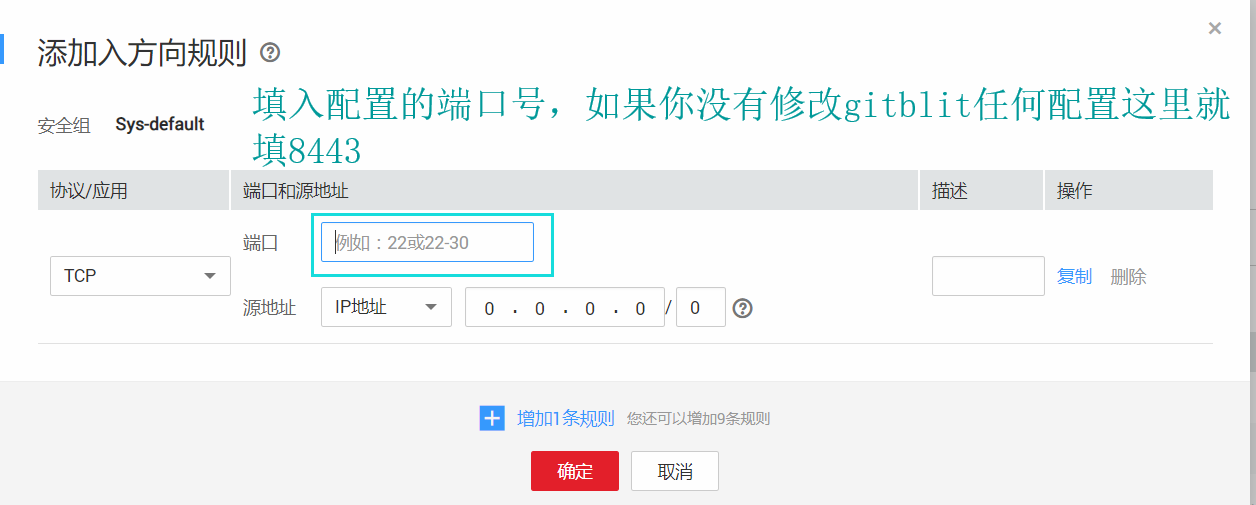 添加入方向规则
填入配置的端口号，如果你没有修改gitblit任何配置这里就
填8443
安全组 Sys-default
协议/应用 端口和源地址 描述 操作
端口 例如：22或22-30
TCP 复制 删除
源地址 IP地址 0 . 0 . 0 . 0 / 0
增加1条规则 您还可以增加9条规则
确定 取消